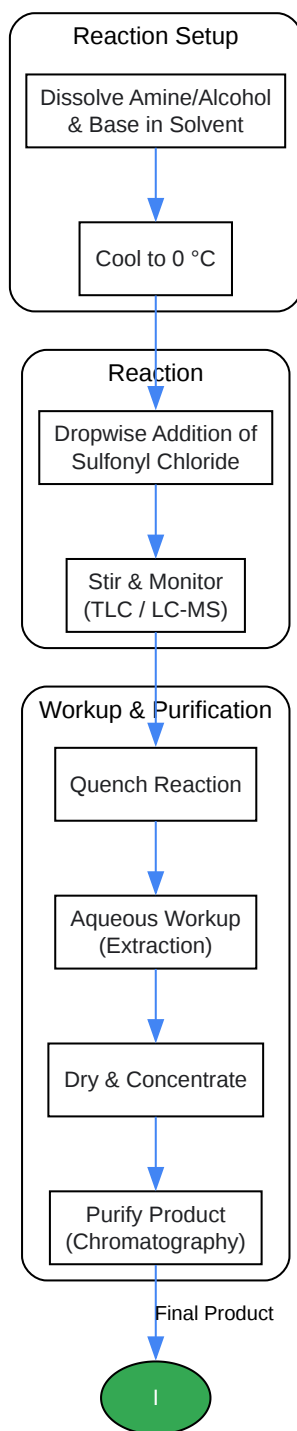 Reaction Setup
Dissolve Amine/Alcohol
& Base in Solvent
Cool to 0 °C
Reaction
Dropwise Addition of
Sulfonyl Chloride
Stir & Monitor
(TLC / LC-MS)
Workup & Purification
Quench Reaction
Aqueous Workup
(Extraction)
Dry & Concentrate
Purify Product
(Chromatography)
Final Product
I